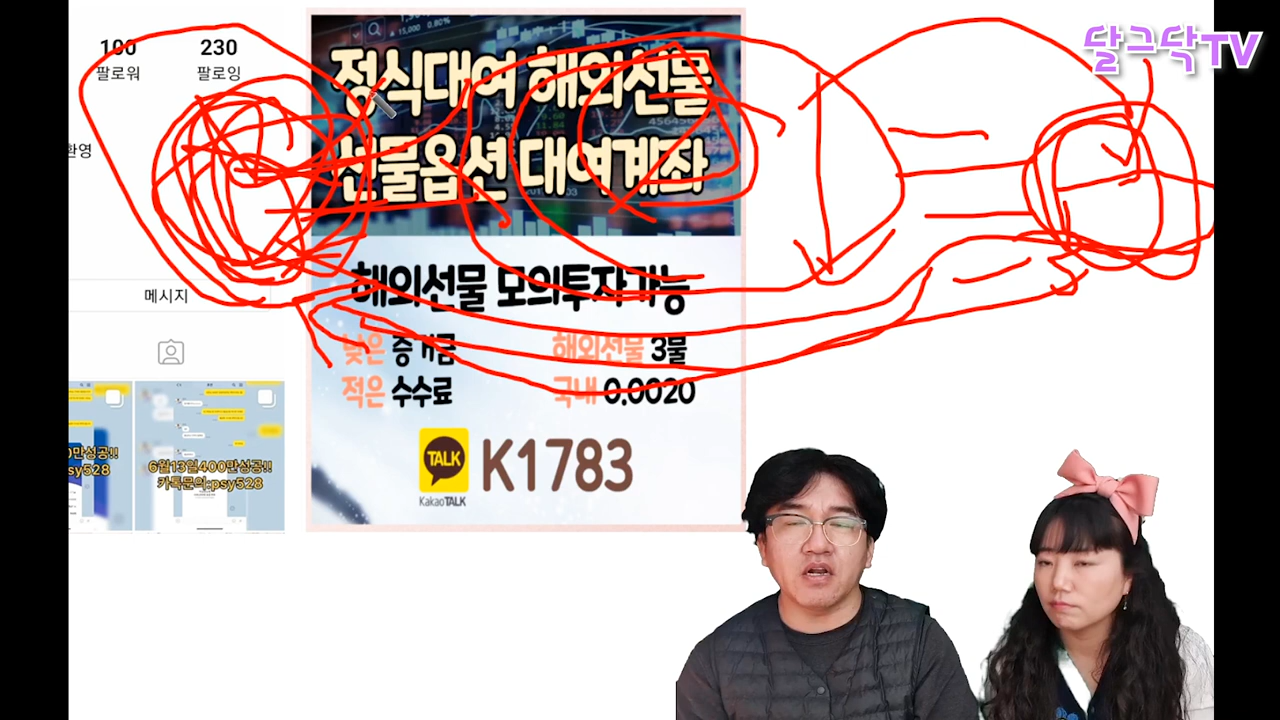 100
230
팔로워
팔로잉
환영
메시지
0만성공!!
sy528
6월13일400만성공!!
카톡문의:psy528
정식대여 해외선물
선물옵션 대여계좌
해외선물 모의투자가능
낮은 증거금
해외선물 3불
적은 수수료
국내 0.0020
TALK
KakaoTALK
K1783
달그닥TV